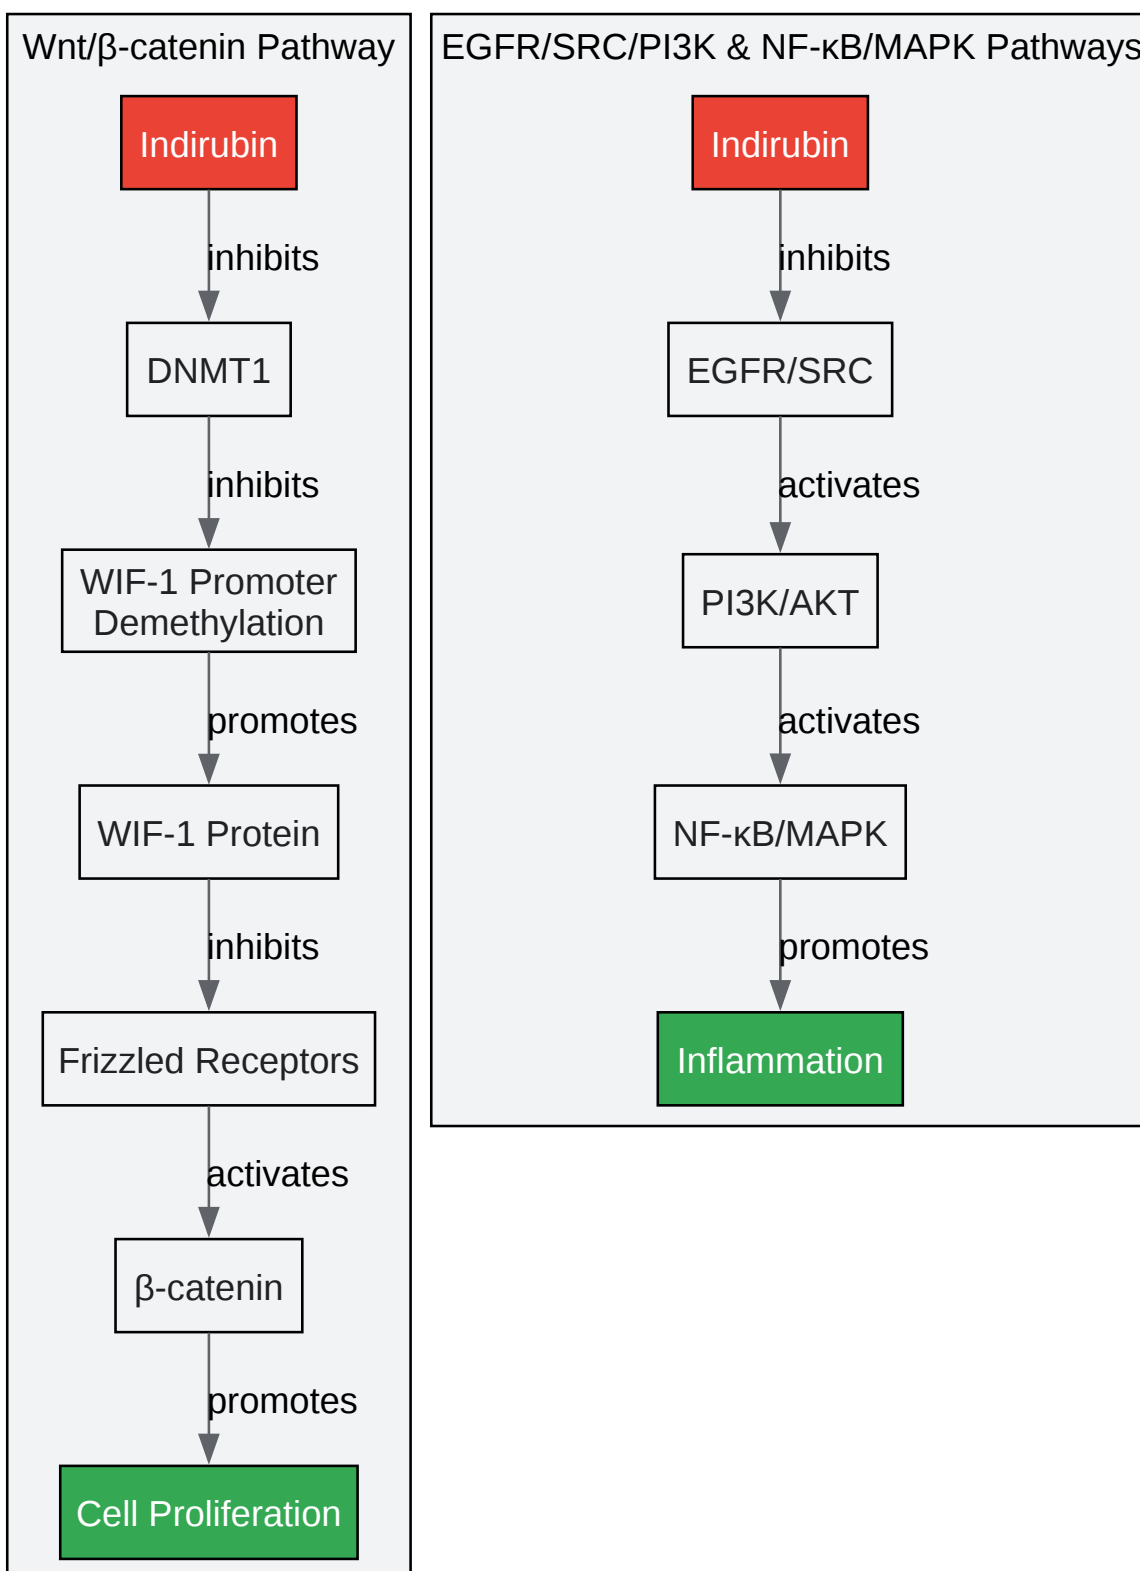 Wnt/β-catenin Pathway
Indirubin
inhibits
DNMT1
inhibits
WIF-1 Promoter
Demethylation
promotes
WIF-1 Protein
inhibits
Frizzled Receptors
activates
β-catenin
promotes
Cell Proliferation
EGFR/SRC/PI3K & NF-κB/MAPK Pathways
Indirubin
inhibits
EGFR/SRC
activates
PI3K/AKT
activates
NF-κB/MAPK
promotes
Inflammation